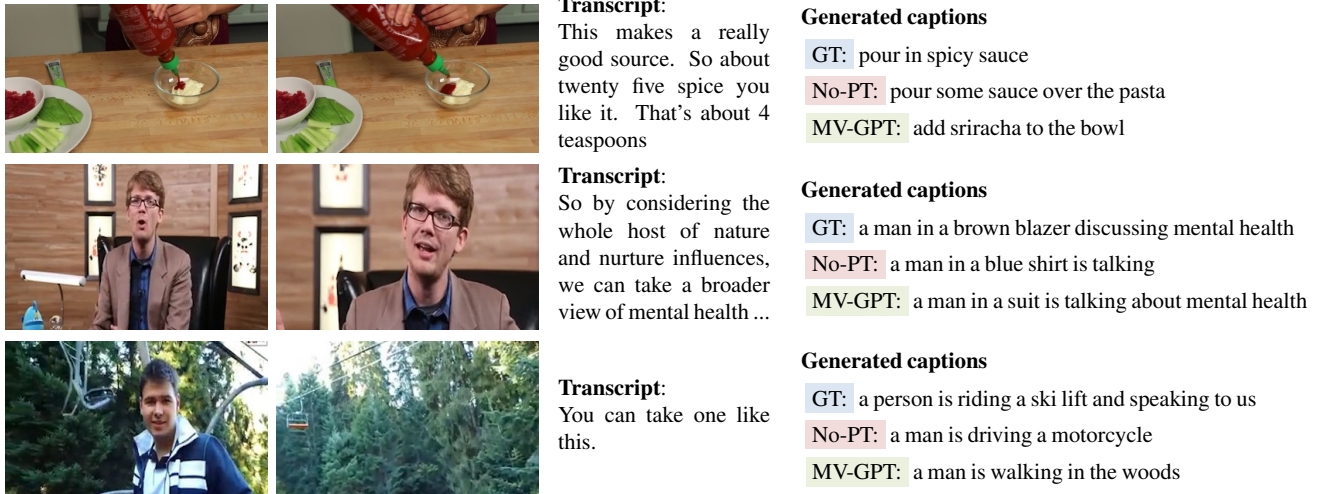 Transcript:
This makes a really
good source. So about
twenty five spice you
like it. That's about 4
teaspoons
Generated captions
GT: pour in spicy sauce
No-PT: pour some sauce over the pasta
MV-GPT: add sriracha to the bowl
Transcript:
So by considering the
whole host of nature
and nurture influences,
we can take a broader
view of mental health ...
Generated captions
GT: a man in a brown blazer discussing mental health
No-PT: a man in a blue shirt is talking
MV-GPT: a man in a suit is talking about mental health
Transcript:
You can take one like
this.
Generated captions
GT: a person is riding a ski lift and speaking to us
No-PT: a man is driving a motorcycle
MV-GPT: a man is walking in the woods